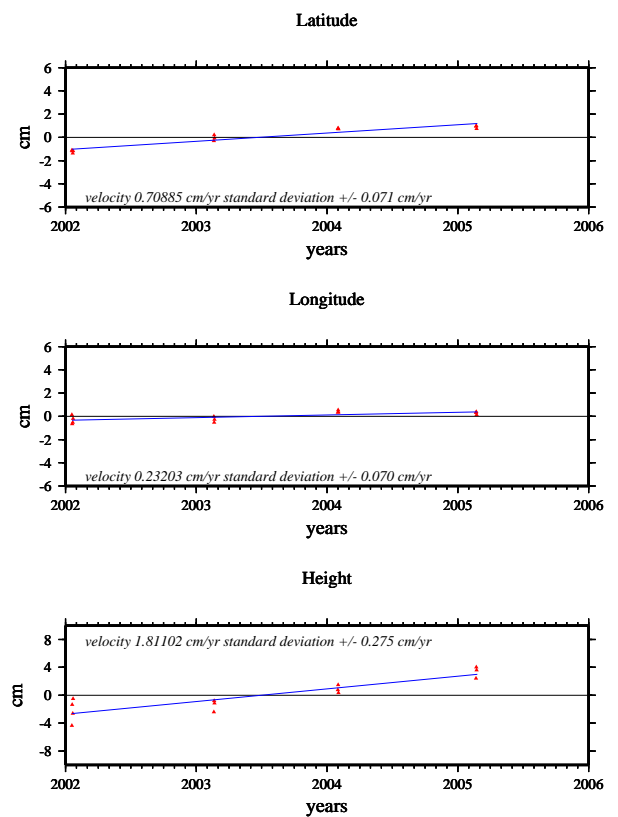 Latitude
6
4
2
0
-2
-4
-6
cm
velocity 0.70885 cm/yr standard deviation +/- 0.071 cm/yr
2002 2003 2004 2005 2006
years
Longitude
6
4
2
0
-2
-4
-6
cm
velocity 0.23203 cm/yr standard deviation +/- 0.070 cm/yr
2002 2003 2004 2005 2006
years
Height
8
4
0
-4
-8
cm
velocity 1.81102 cm/yr standard deviation +/- 0.275 cm/yr
2002 2003 2004 2005 2006
years